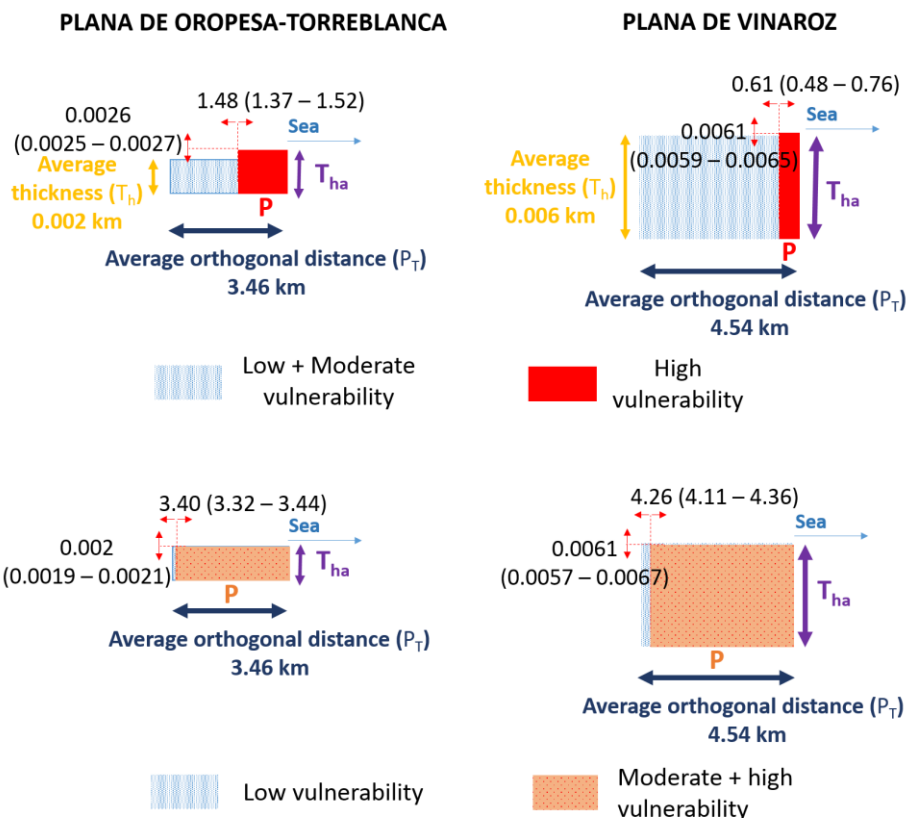 PLANA DE OROPESA-TORREBLANCA
PLANA DE VINAROZ
0.0026
(0.0025 – 0.0027)
1.48 (1.37 – 1.52)
Sea
Average
thickness (Th)
0.002 km
Tha
P
Average orthogonal distance (PT)
3.46 km
0.61 (0.48 – 0.76)
Sea
0.0061
(0.0059 – 0.0065)
Average
thickness (Th)
0.006 km
Tha
P
Average orthogonal distance (PT)
4.54 km
Low + Moderate
vulnerability
High
vulnerability
3.40 (3.32 – 3.44)
Sea
0.002
(0.0019 – 0.0021)
Tha
P
Average orthogonal distance (PT)
3.46 km
4.26 (4.11 – 4.36)
Sea
0.0061
(0.0057 – 0.0067)
Tha
P
Average orthogonal distance (PT)
4.54 km
Low vulnerability
Moderate + high
vulnerability